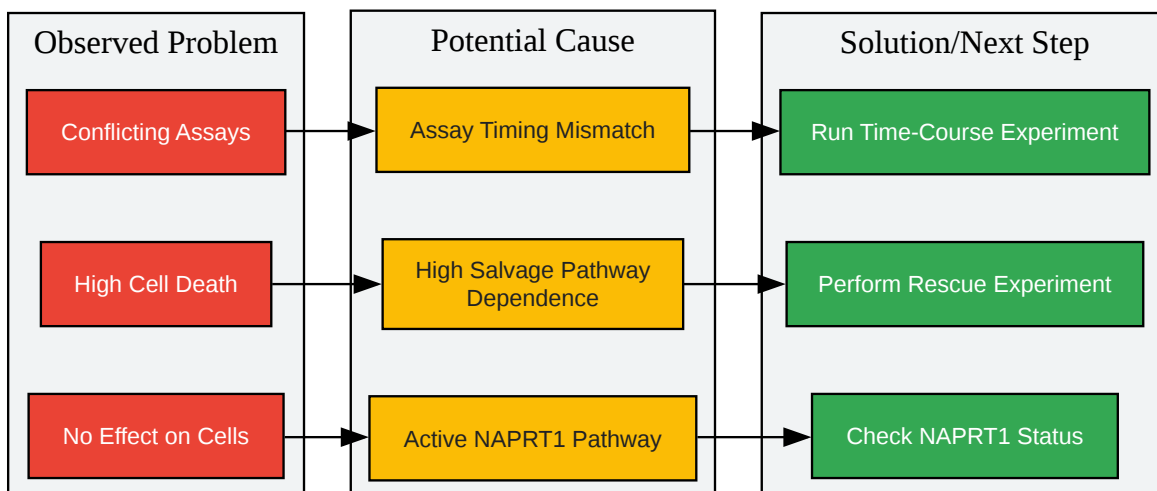 Observed Problem
Potential Cause
Solution/Next Step
Conflicting Assays
Assay Timing Mismatch
Run Time-Course Experiment
High Cell Death
High Salvage Pathway
Dependence
Perform Rescue Experiment
No Effect on Cells
Active NAPRT1 Pathway
Check NAPRT1 Status